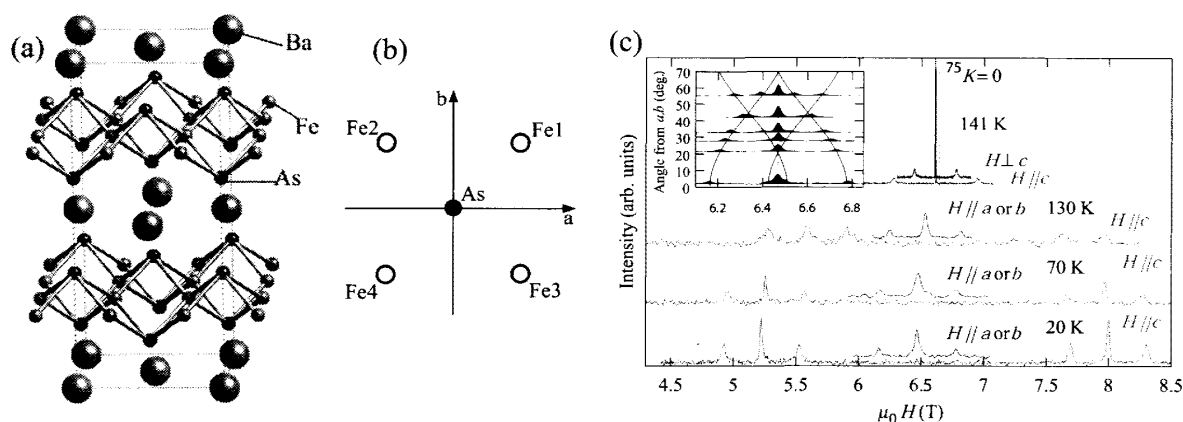 (a)
Ba
Fe
As
(b)
b
Fe2
Fe1
As
a
Fe4
Fe3
(c)
Intensity (arb. units)
Angle from ab (deg.)
70
60
50
40
30
20
10
0
6.2 6.4 6.6 6.8
75K = 0
141 K
H⊥c
H//c
H//a or b 130 K H//c
H//a or b 70 K H//c
H//a or b 20 K H//c
4.5 5 5.5 6 6.5 7 7.5 8 8.5
μ0 H (T)